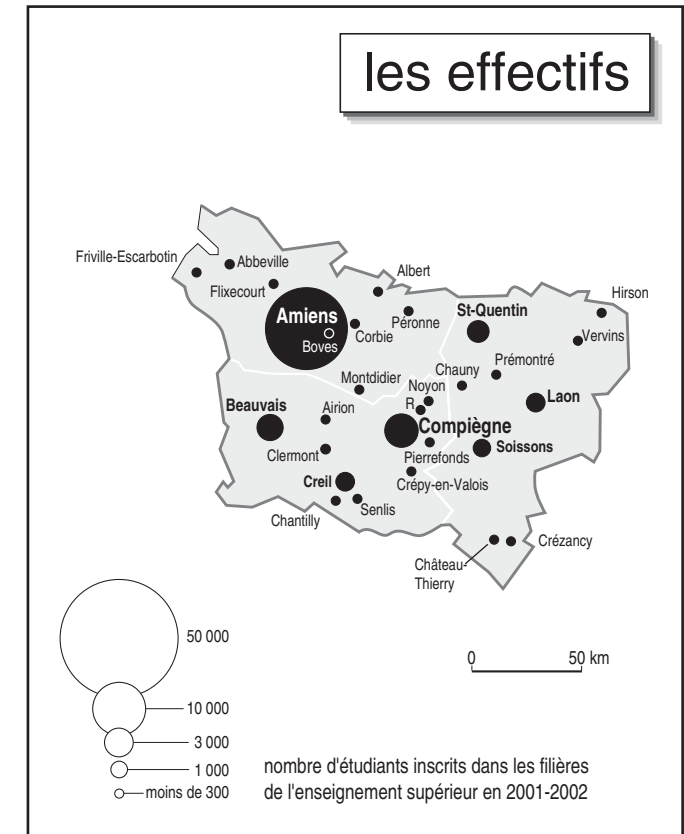 les effectifs
Friville-Escarbotin
Abbeville
Flixecourt
Albert
Amiens
Boves
Corbie
Péronne
St-Quentin
Hirson
Vervins
Prémontré
Chauny
Montdidier
Noyon
R
Laon
Beauvais
Airion
Compiègne
Soissons
Clermont
Pierrefonds
Creil
Crépy-en-Valois
Senlis
Chantilly
Crézancy
Château-
Thierry
50 000
10 000
3 000
1 000
moins de 300
0 50 km
nombre d'étudiants inscrits dans les filières
de l'enseignement supérieur en 2001-2002